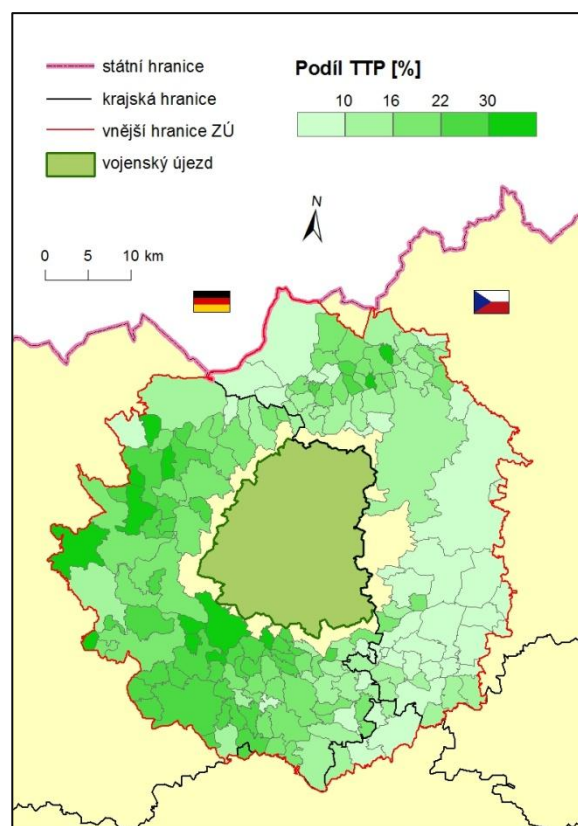 státní hranice
krajská hranice
vnější hranice ZÚ
vojenský újezd
Podíl TTP [%]
10 16 22 30
N
0 5 10 km